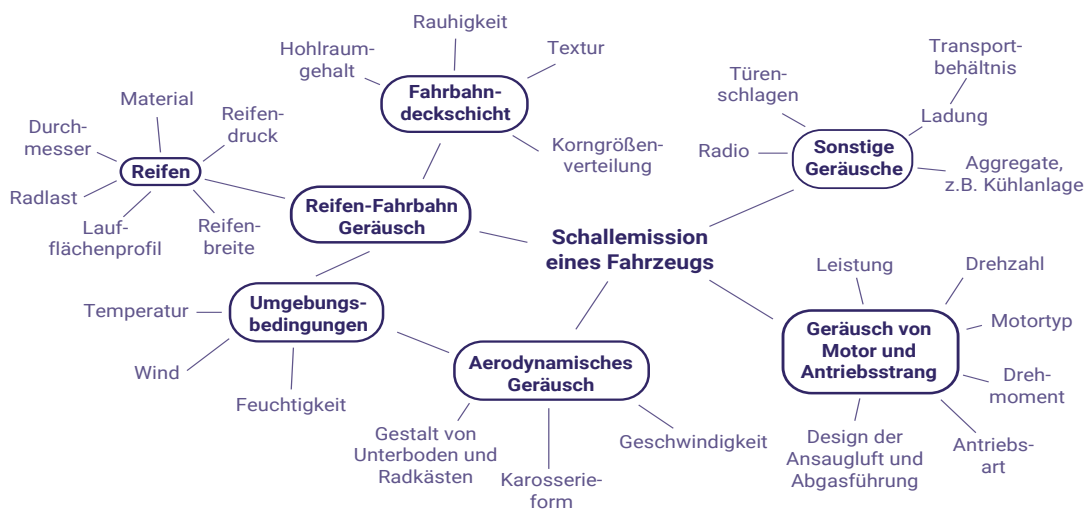 Rauhigkeit
Hohlraum-
gehalt
Textur
Fahrbahn-
deckschicht
Korngrößen-
verteilung
Material
Reifen-
druck
Durch-
messer
Reifen
Radlast
Lauf-
flächenprofil
Reifen-
breite
Reifen-Fahrbahn
Geräusch
Schallemission
eines Fahrzeugs
Transport-
behältnis
Türen-
schlagen
Ladung
Radio
Sonstige
Geräusche
Aggregate,
z.B. Kühlanlage
Temperatur
Umgebungs-
bedingungen
Wind
Feuchtigkeit
Aerodynamisches
Geräusch
Gestalt von
Unterboden und
Radkästen
Karosserie-
form
Geschwindigkeit
Leistung
Drehzahl
Geräusch von
Motor und
Antriebsstrang
Motortyp
Dreh-
moment
Design der
Ansaugluft und
Abgasführung
Antriebs-
art